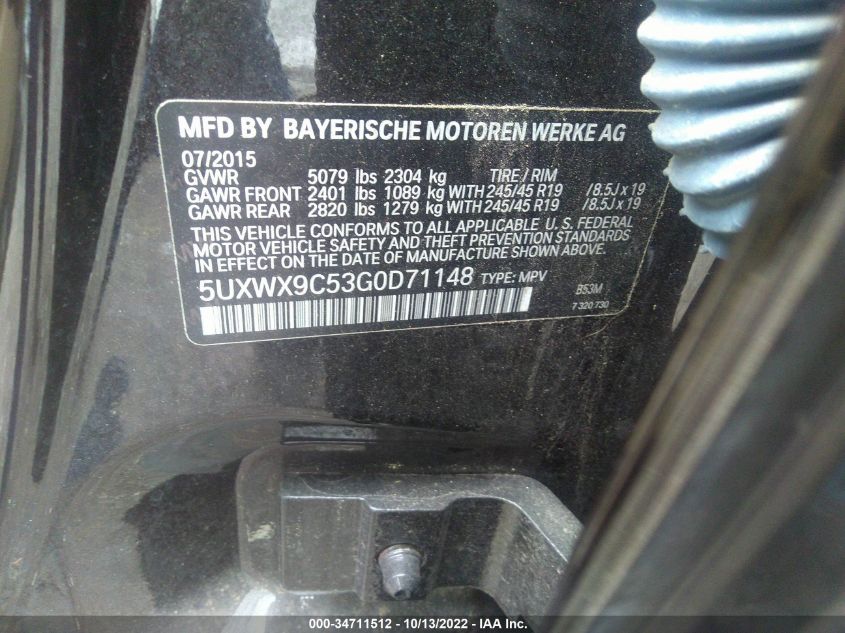 MFD BY BAYERISCHE MOTOREN WERKE AG
07/2015
GVWR 5079 lbs 2304 kg TIRE / RIM
GAWR FRONT 2401 lbs 1089 kg WITH 245/45 R19 /8.5J x 19
GAWR REAR 2820 lbs 1279 kg WITH 245/45 R19 /8.5J x 19
THIS VEHICLE CONFORMS TO ALL APPLICABLE U. S. FEDERAL
MOTOR VEHICLE SAFETY AND THEFT PREVENTION STANDARDS
IN EFFECT ON THE DATE OF MANUFACTURE SHOWN ABOVE.
5UXWX9C53G0D71148 TYPE: MPV B53M
7 320 730
000-34711512 | 10/13/2022 - IAA Inc.